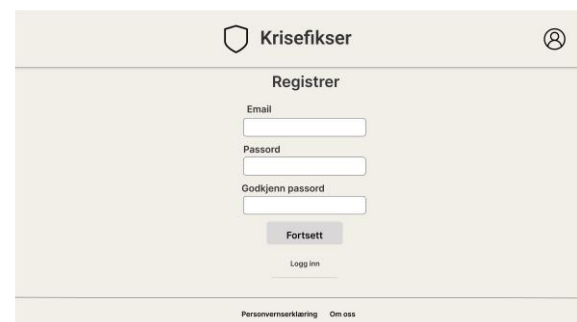 Krisefikser
Registrer
Email
Passord
Godkjenn passord
Fortsett
Logg inn
Personvernserklæring Om oss